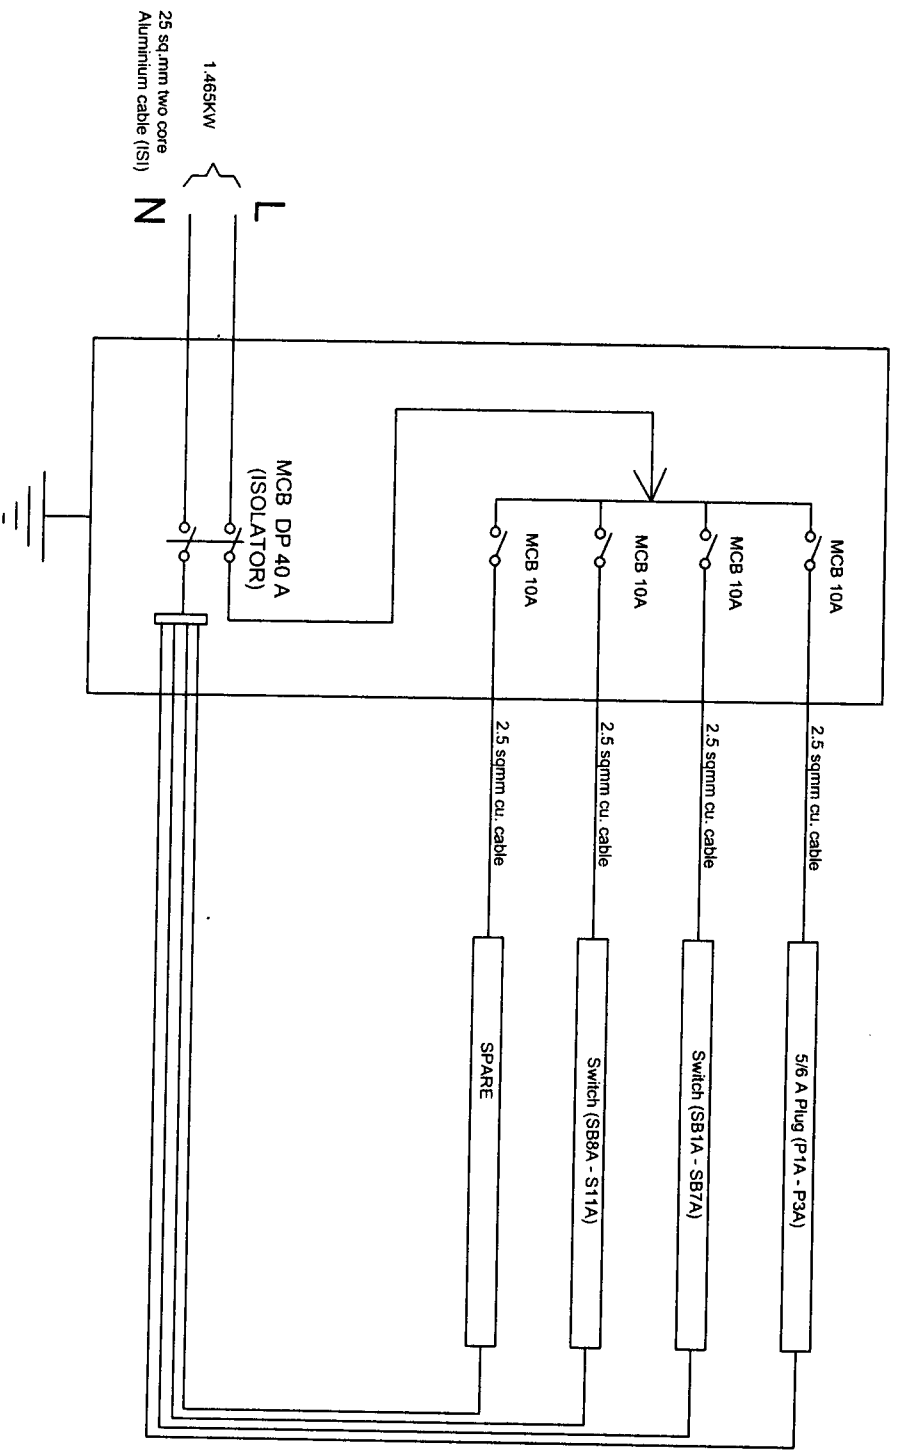 MCB 10A
2.5 sqmm cu. cable
5/6 A Plug (P1A - P3A)
MCB 10A
2.5 sqmm cu. cable
Switch (SB1A - SB7A)
MCB 10A
2.5 sqmm cu. cable
Switch (SB8A - S11A)
MCB 10A
2.5 sqmm cu. cable
SPARE
L
MCB DP 40 A
(ISOLATOR)
1.465KW
N
25 sq.mm two core
Aluminium cable (ISI)